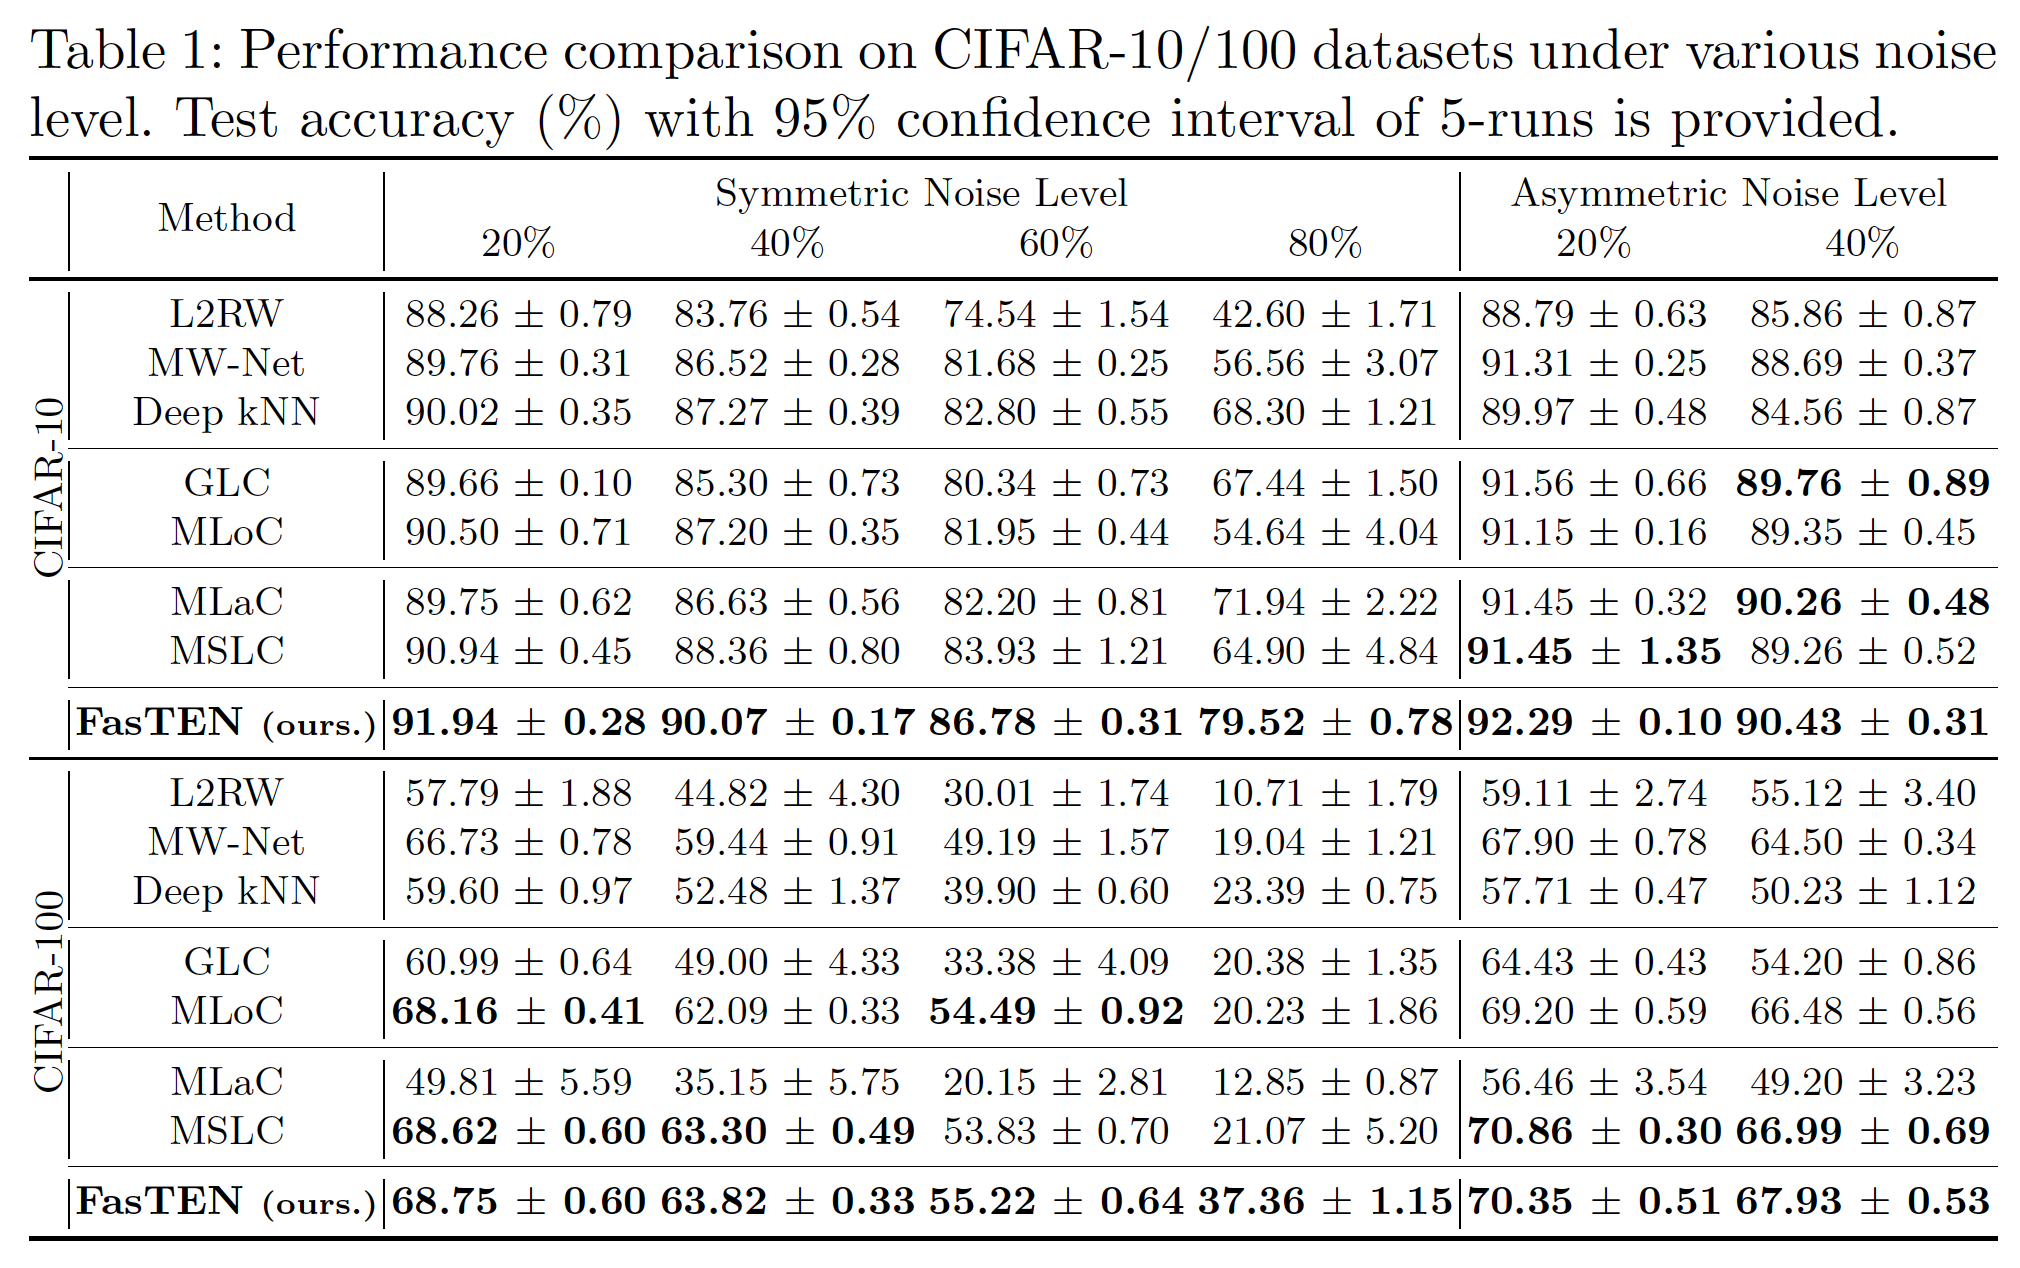 Table 1: Performance comparison on CIFAR-10/100 datasets under various noise
level. Test accuracy (%) with 95% confidence interval of 5-runs is provided.
Method Symmetric Noise Level Asymmetric Noise Level
20% 40% 60% 80% 20% 40%
CIFAR-10
L2RW 88.26 ± 0.79 83.76 ± 0.54 74.54 ± 1.54 42.60 ± 1.71 88.79 ± 0.63 85.86 ± 0.87
MW-Net 89.76 ± 0.31 86.52 ± 0.28 81.68 ± 0.25 56.56 ± 3.07 91.31 ± 0.25 88.69 ± 0.37
Deep kNN 90.02 ± 0.35 87.27 ± 0.39 82.80 ± 0.55 68.30 ± 1.21 89.97 ± 0.48 84.56 ± 0.87
GLC 89.66 ± 0.10 85.30 ± 0.73 80.34 ± 0.73 67.44 ± 1.50 91.56 ± 0.66 89.76 ± 0.89
MLoC 90.50 ± 0.71 87.20 ± 0.35 81.95 ± 0.44 54.64 ± 4.04 91.15 ± 0.16 89.35 ± 0.45
MLaC 89.75 ± 0.62 86.63 ± 0.56 82.20 ± 0.81 71.94 ± 2.22 91.45 ± 0.32 90.26 ± 0.48
MSLC 90.94 ± 0.45 88.36 ± 0.80 83.93 ± 1.21 64.90 ± 4.84 91.45 ± 1.35 89.26 ± 0.52
FasTEN (ours.) 91.94 ± 0.28 90.07 ± 0.17 86.78 ± 0.31 79.52 ± 0.78 92.29 ± 0.10 90.43 ± 0.31
CIFAR-100
L2RW 57.79 ± 1.88 44.82 ± 4.30 30.01 ± 1.74 10.71 ± 1.79 59.11 ± 2.74 55.12 ± 3.40
MW-Net 66.73 ± 0.78 59.44 ± 0.91 49.19 ± 1.57 19.04 ± 1.21 67.90 ± 0.78 64.50 ± 0.34
Deep kNN 59.60 ± 0.97 52.48 ± 1.37 39.90 ± 0.60 23.39 ± 0.75 57.71 ± 0.47 50.23 ± 1.12
GLC 60.99 ± 0.64 49.00 ± 4.33 33.38 ± 4.09 20.38 ± 1.35 64.43 ± 0.43 54.20 ± 0.86
MLoC 68.16 ± 0.41 62.09 ± 0.33 54.49 ± 0.92 20.23 ± 1.86 69.20 ± 0.59 66.48 ± 0.56
MLaC 49.81 ± 5.59 35.15 ± 5.75 20.15 ± 2.81 12.85 ± 0.87 56.46 ± 3.54 49.20 ± 3.23
MSLC 68.62 ± 0.60 63.30 ± 0.49 53.83 ± 0.70 21.07 ± 5.20 70.86 ± 0.30 66.99 ± 0.69
FasTEN (ours.) 68.75 ± 0.60 63.82 ± 0.33 55.22 ± 0.64 37.36 ± 1.15 70.35 ± 0.51 67.93 ± 0.53